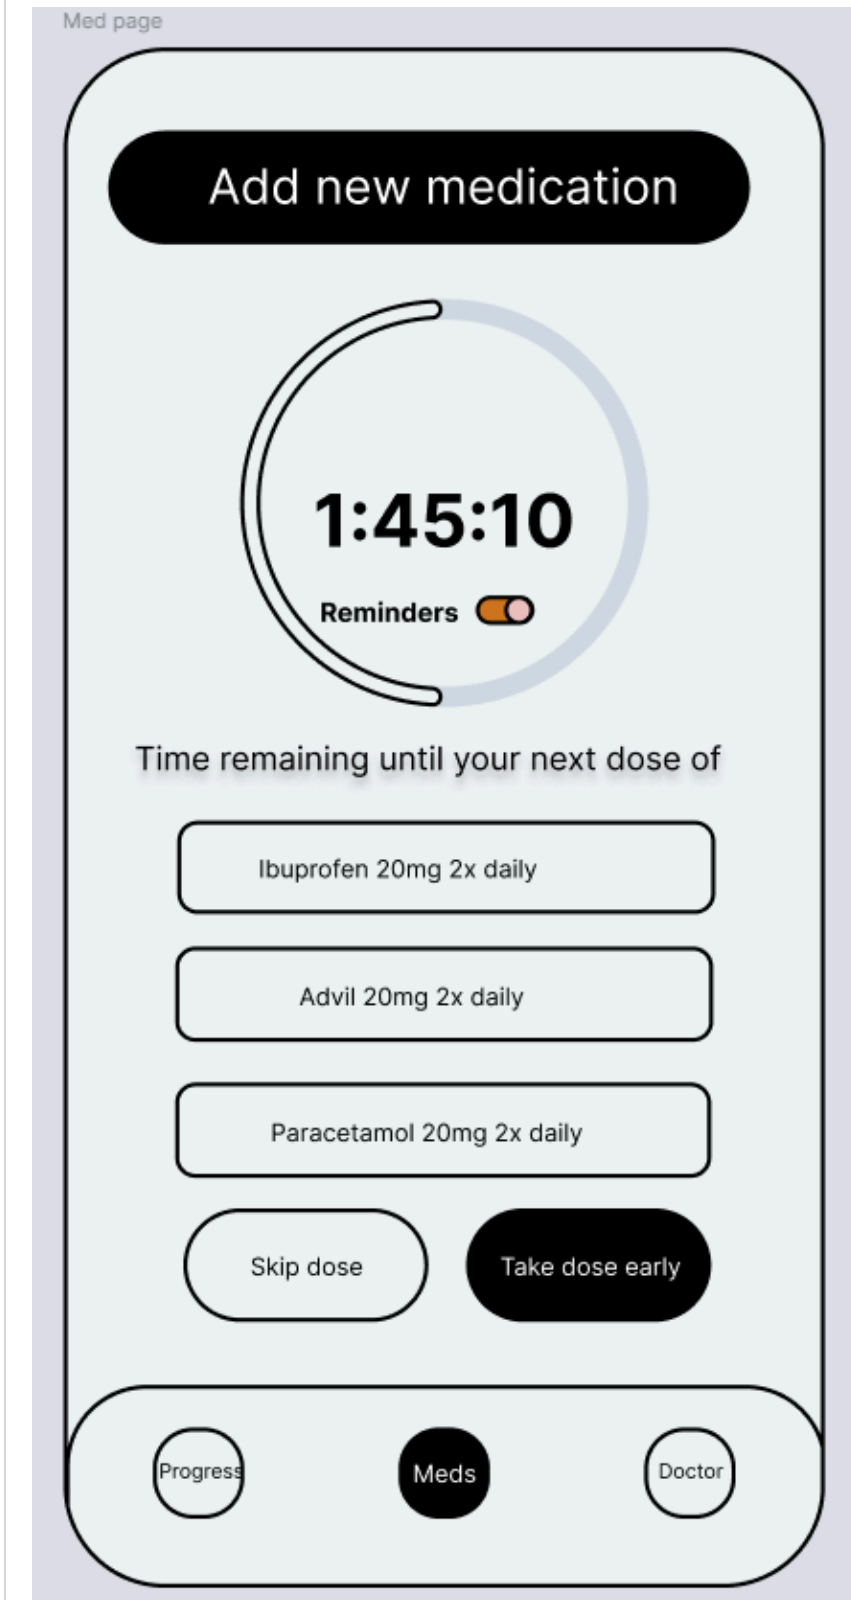 Med page
Add new medication
1:45:10
Reminders
Time remaining until your next dose of
Ibuprofen 20mg 2x daily
Advil 20mg 2x daily
Paracetamol 20mg 2x daily
Skip dose
Take dose early
Progress
Meds
Doctor